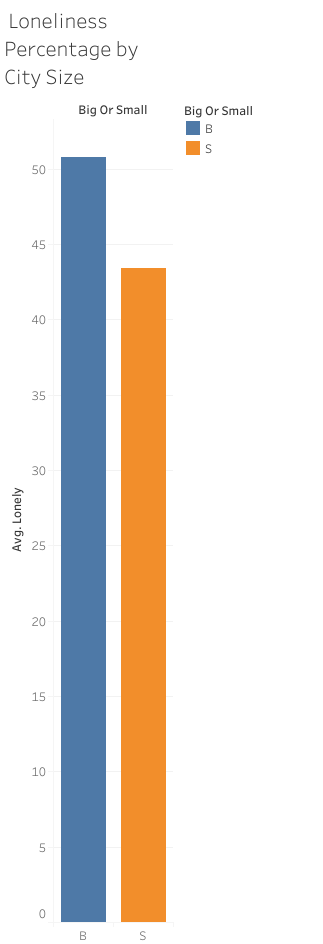 Loneliness
Percentage by
City Size
Big Or Small
Big Or Small
B
S
50
45
40
35
30
25
20
15
10
5
0
Avg. Lonely
B
S